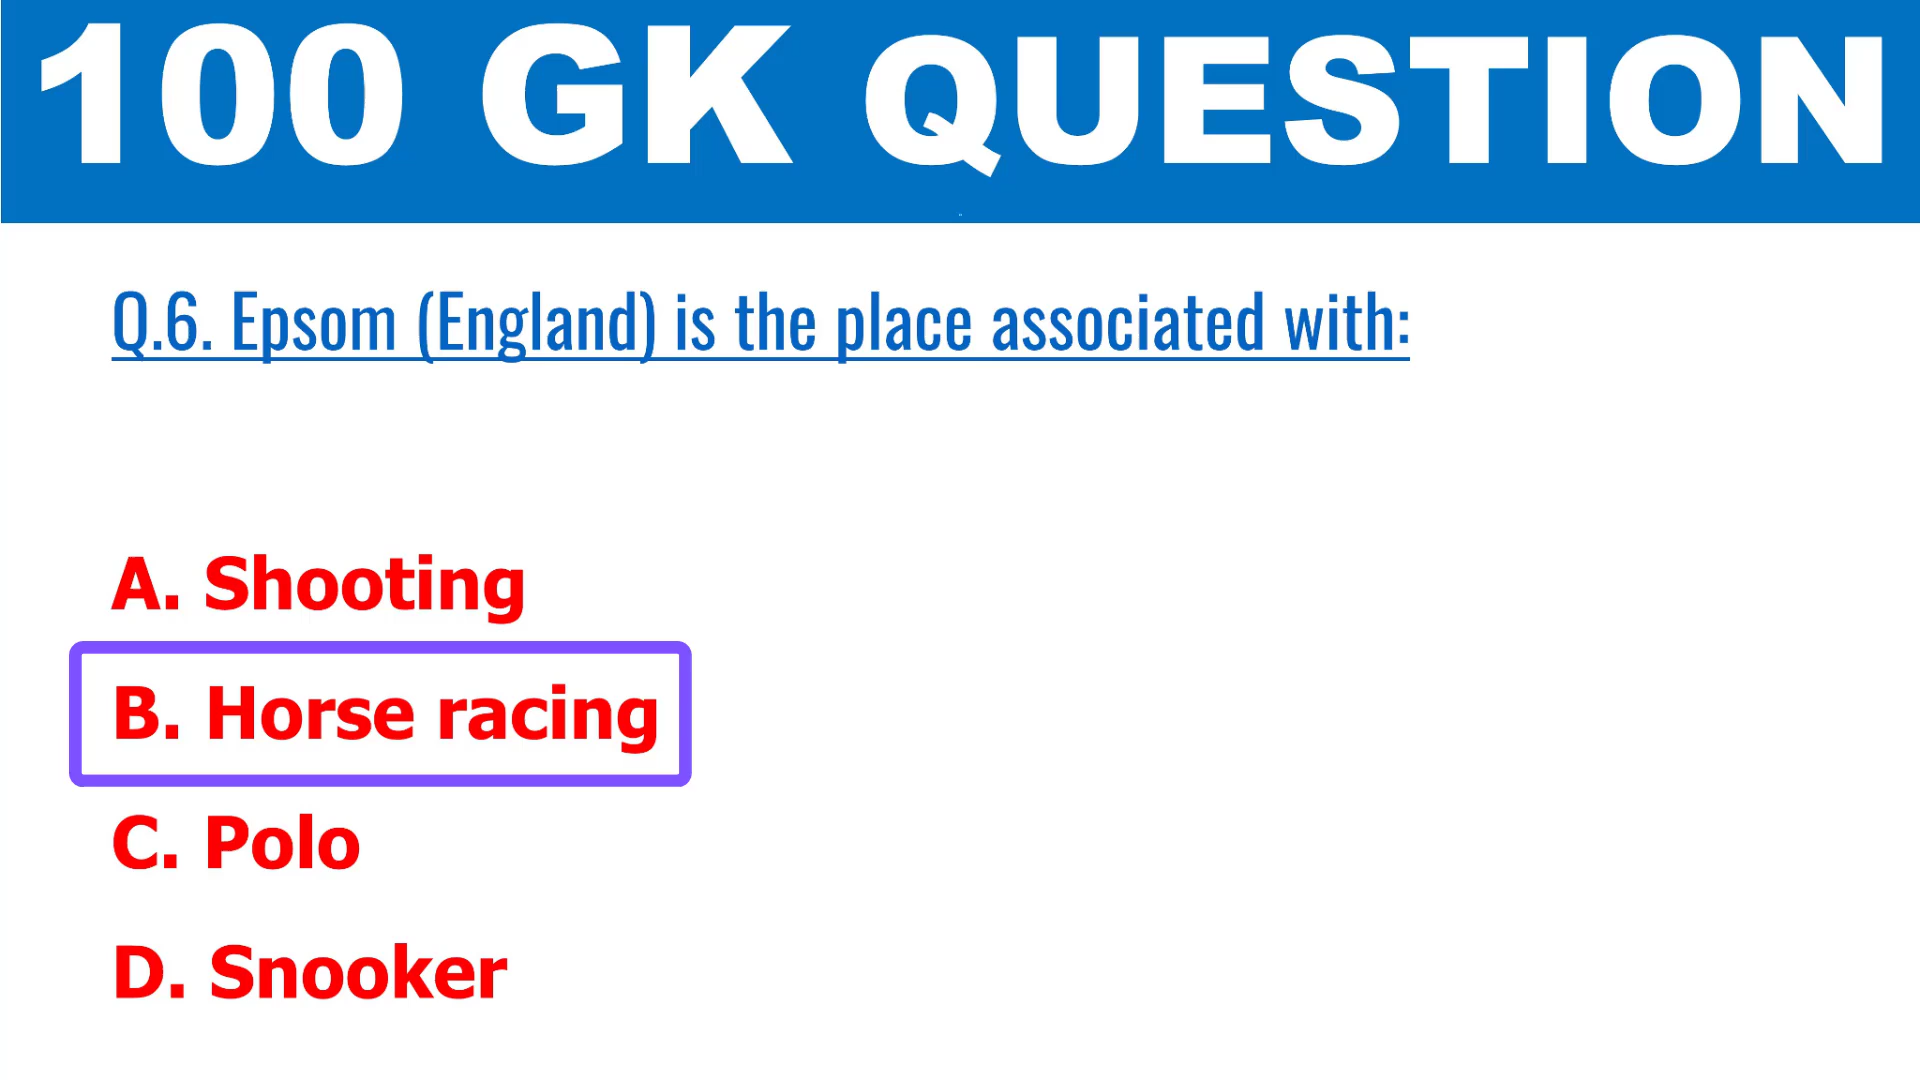 100 GK QUESTION
Q.6. Epsom (England) is the place associated with:
A. Shooting
B. Horse racing
C. Polo
D. Snooker